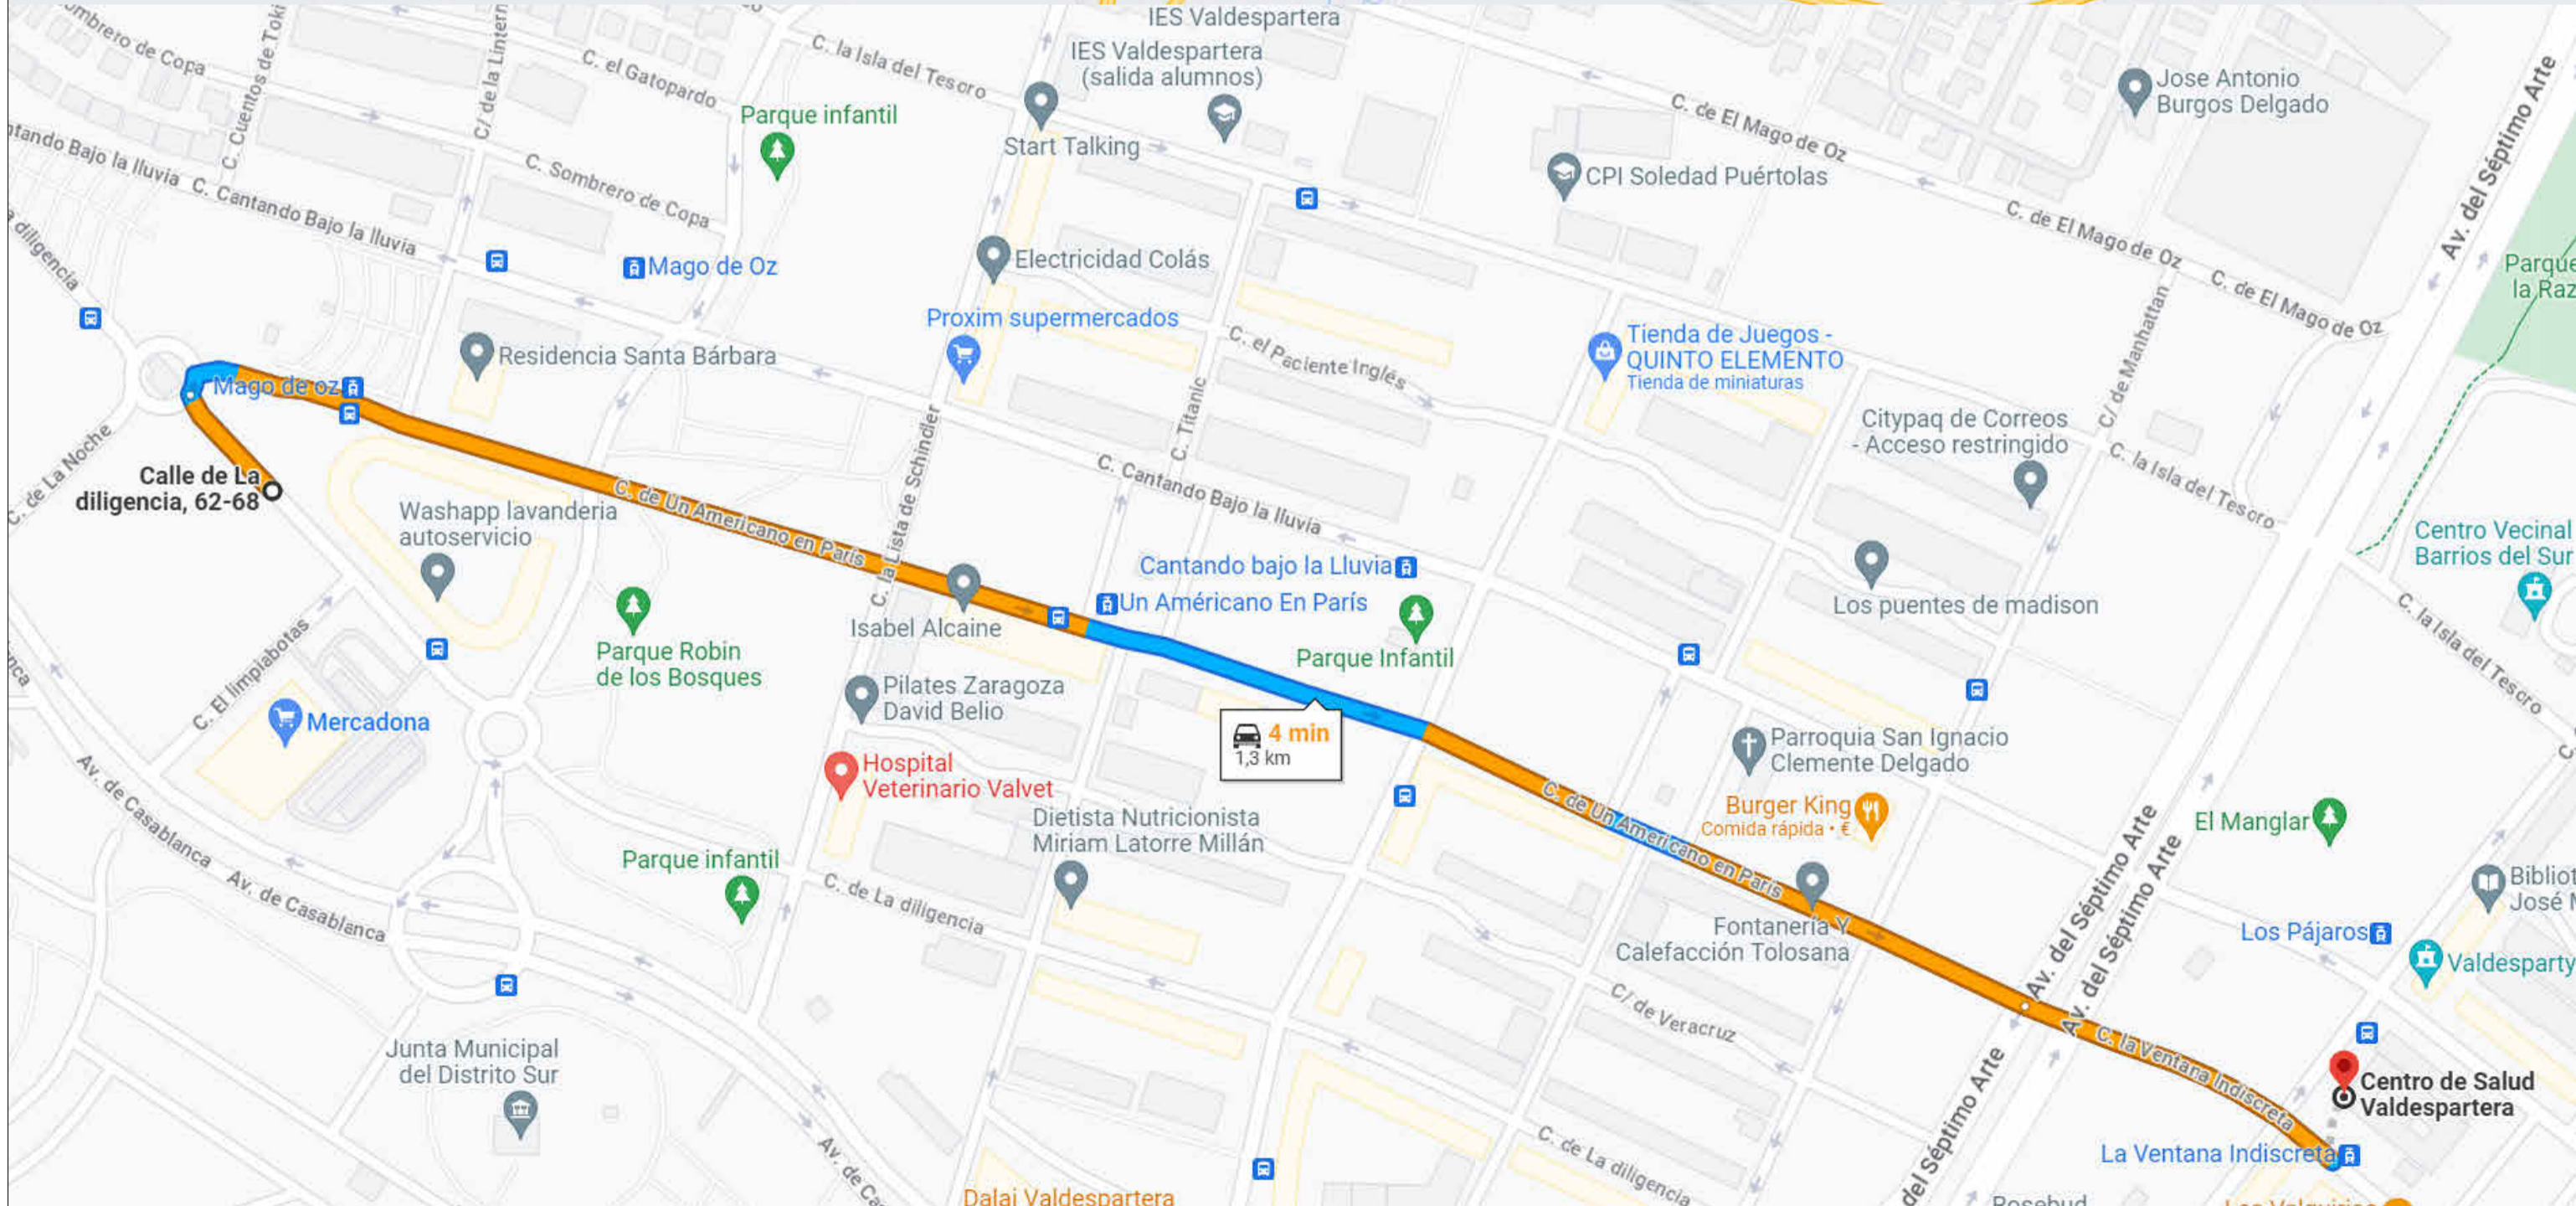 IES Valdespartera
IES Valdespartera
(salida alumnos)
C. la Isla del Tesoro
C. el Gatopardo
C/ de la
C. Cuentos de
de Copa
Parque infantil
Start Talking
C. de El Mago de Oz
Jose Antonio
Burgos Delgado
Av. del Séptimo Arte
CPI Soledad Puértolas
C. Sombrero de Copa
Bajo la lluvia
C. Cantando Bajo la lluvia
diligencia
Mago de Oz
Electricidad Colás
C. de El Mago de Oz
C. de El Mago de Oz
Parque
Proxim supermercados
Residencia Santa Bárbara
C. el Paciente Inglés
Tienda de Juegos -
QUINTO ELEMENTO
Tienda de miniaturas
C/ de Manhattan
Mago de oz
C. Titanic
Citypaq de Correos
- Acceso restringido
C. la Isla del Tesoro
C. de La Noche
Calle de La
diligencia, 62-68
C. la Lista de Schindler
C. Cantando Bajo la lluvia
C. de Un Americano en París
Washapp lavanderia
autoservicio
Centro Vecinal
Barrios del Sur
Cantando bajo la Lluvia
Un Américano En París
Los puentes de madison
C. la Isla del Tesoro
Isabel Alcaine
Parque Robin
de los Bosques
Parque Infantil
C. El limpiabotas
Pilates Zaragoza
David Belio
Mercadona
4 min
1,3 km
Parroquia San Ignacio
Clemente Delgado
Hospital
Veterinario Valvet
Av. de Casablanca
C. de Un Americano en París
Burger King
Comida rápida • €
El Manglar
Dietista Nutricionista
Miriam Latorre Millán
Parque infantil
Av. de Casablanca
C. de La diligencia
Av. del Séptimo Arte
Av. del Séptimo Arte
José
Fontanería Y
Calefacción Tolosana
Los Pájaros
C/ de Veracruz
C. la Ventana Indiscreta
Junta Municipal
del Distrito Sur
Centro de Salud
Valdespartera
del Séptimo Arte
La Ventana Indiscreta
C. de La diligencia
Av. de
Dalai Valdespartera
Rosebud